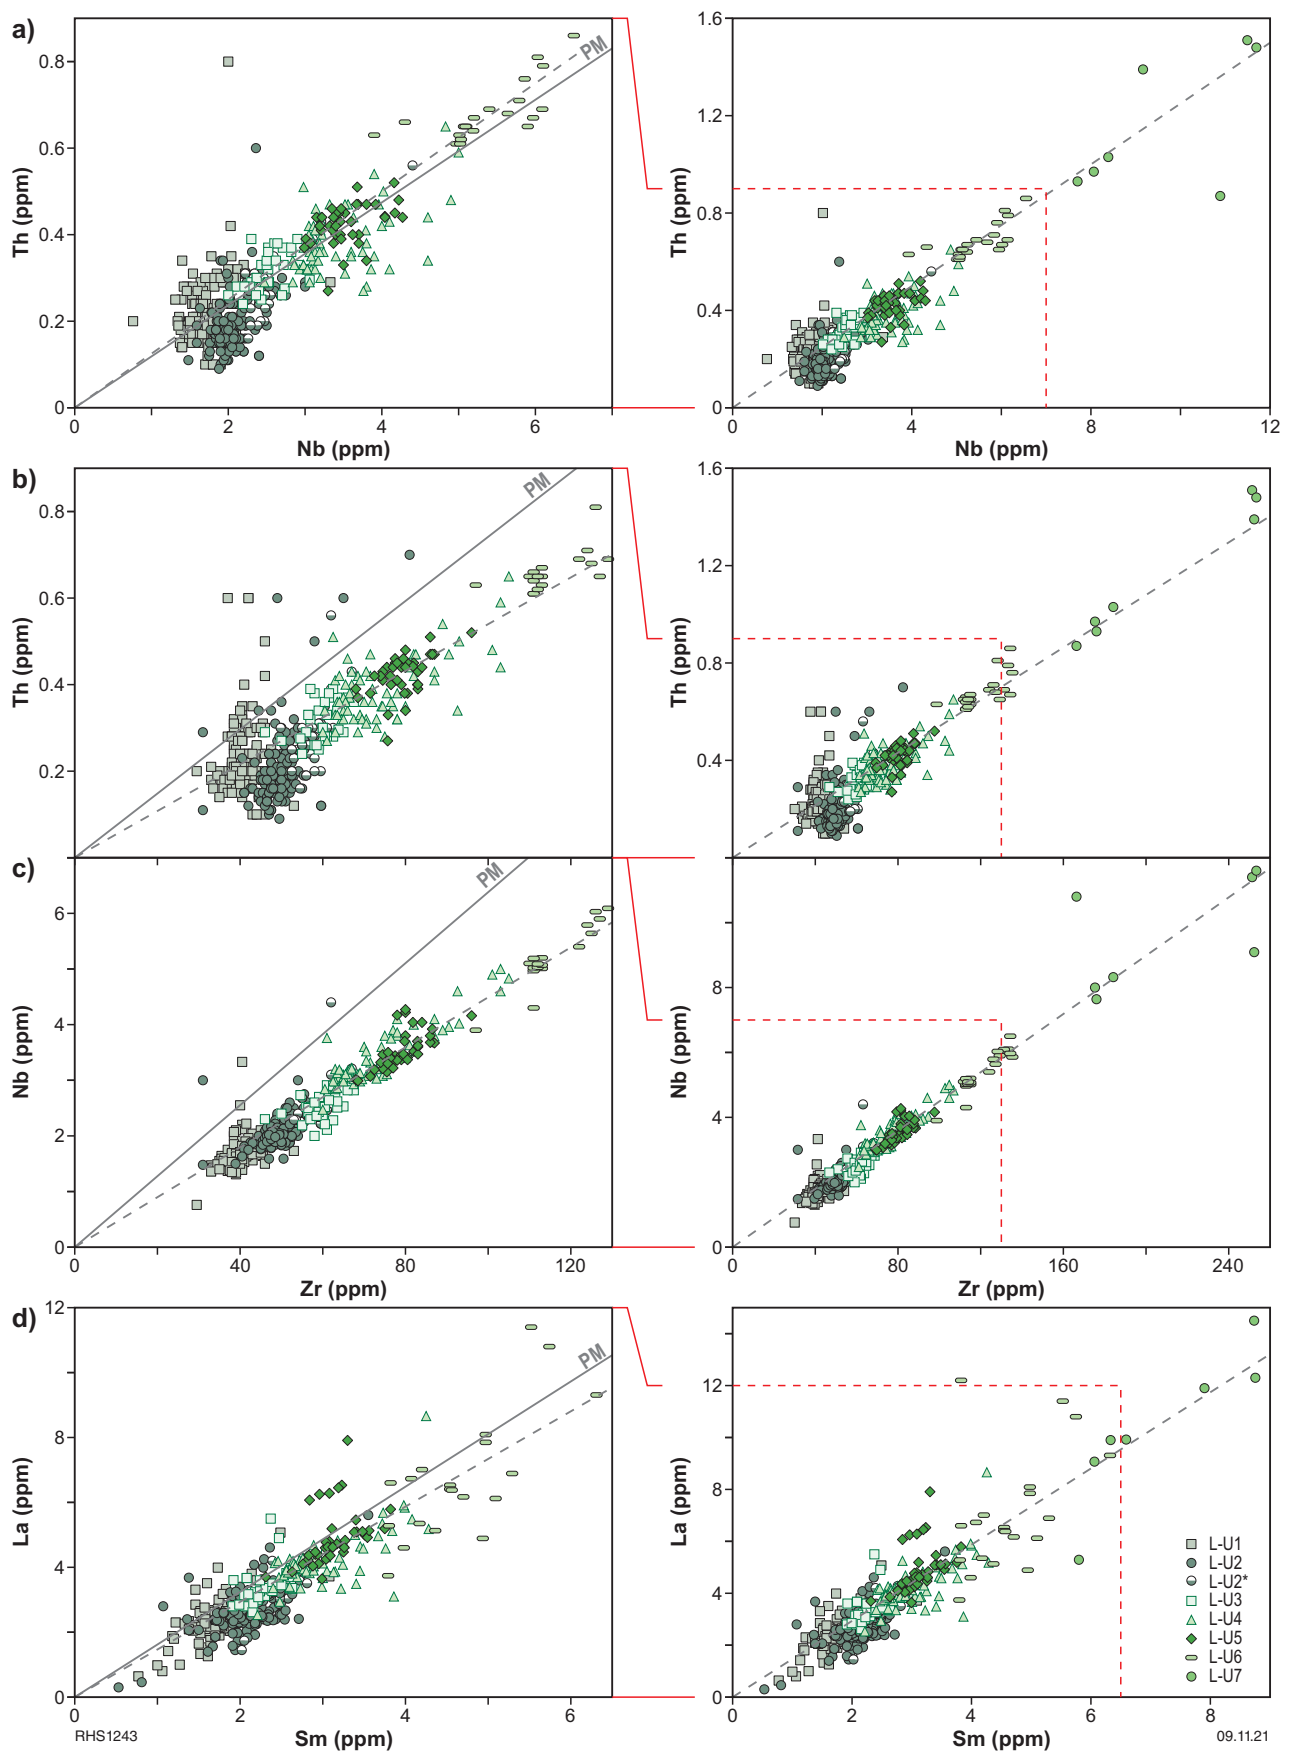 a)
0.8
0.6
0.4
0.2
0
Th (ppm)
PM
0
2
4
6
Nb (ppm)
1.6
1.2
0.8
0.4
0
Th (ppm)
0
4
8
12
Nb (ppm)
b)
0.8
0.6
0.4
0.2
Th (ppm)
PM
1.6
1.2
0.8
0.4
Th (ppm)
c)
6
4
2
0
Nb (ppm)
PM
0
40
80
120
Zr (ppm)
8
4
0
Nb (ppm)
0
80
160
240
Zr (ppm)
d)
12
8
4
0
La (ppm)
PM
0
2
4
6
Sm (ppm)
12
8
4
0
La (ppm)
0
2
4
6
8
Sm (ppm)
L-U1
L-U2
L-U2*
L-U3
L-U4
L-U5
L-U6
L-U7
RHS1243
09.11.21